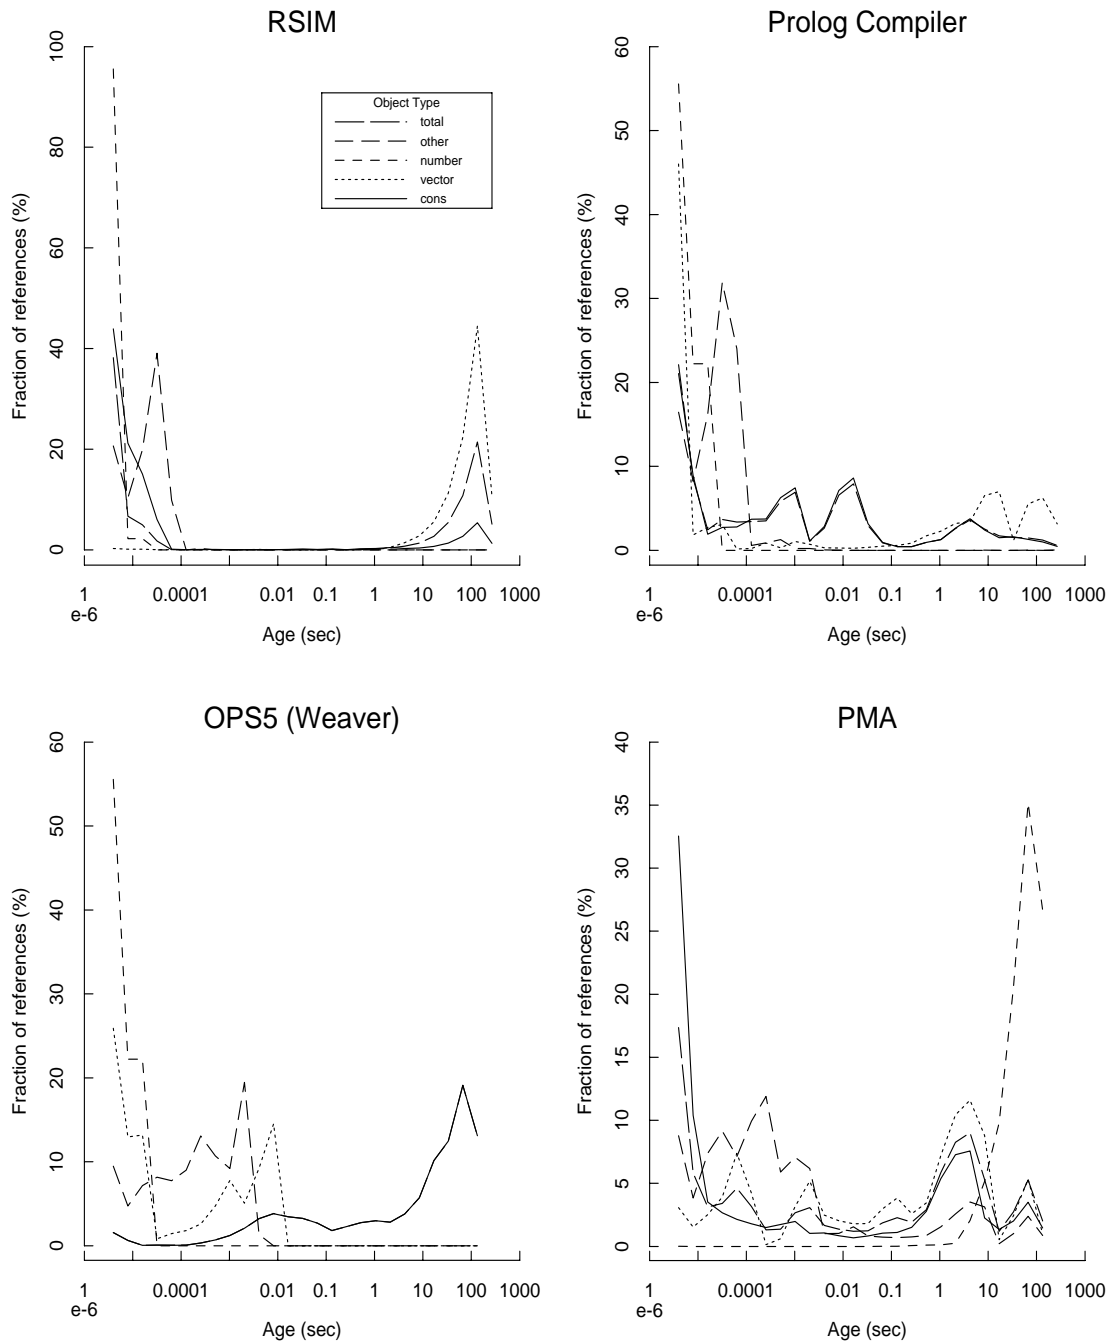 RSIM
100
80
60
40
20
0
Fraction of references (%)
Object Type
total
other
number
vector
cons
1 0.0001 0.01 0.1 1 10 100 1000
e-6
Age (sec)
Prolog Compiler
60
50
40
30
20
10
0
Fraction of references (%)
1 0.0001 0.01 0.1 1 10 100 1000
e-6
Age (sec)
OPS5 (Weaver)
60
50
40
30
20
10
0
Fraction of references (%)
1 0.0001 0.01 0.1 1 10 100 1000
e-6
Age (sec)
PMA
40
35
30
25
20
15
10
5
0
Fraction of references (%)
1 0.0001 0.01 0.1 1 10 100 1000
e-6
Age (sec)